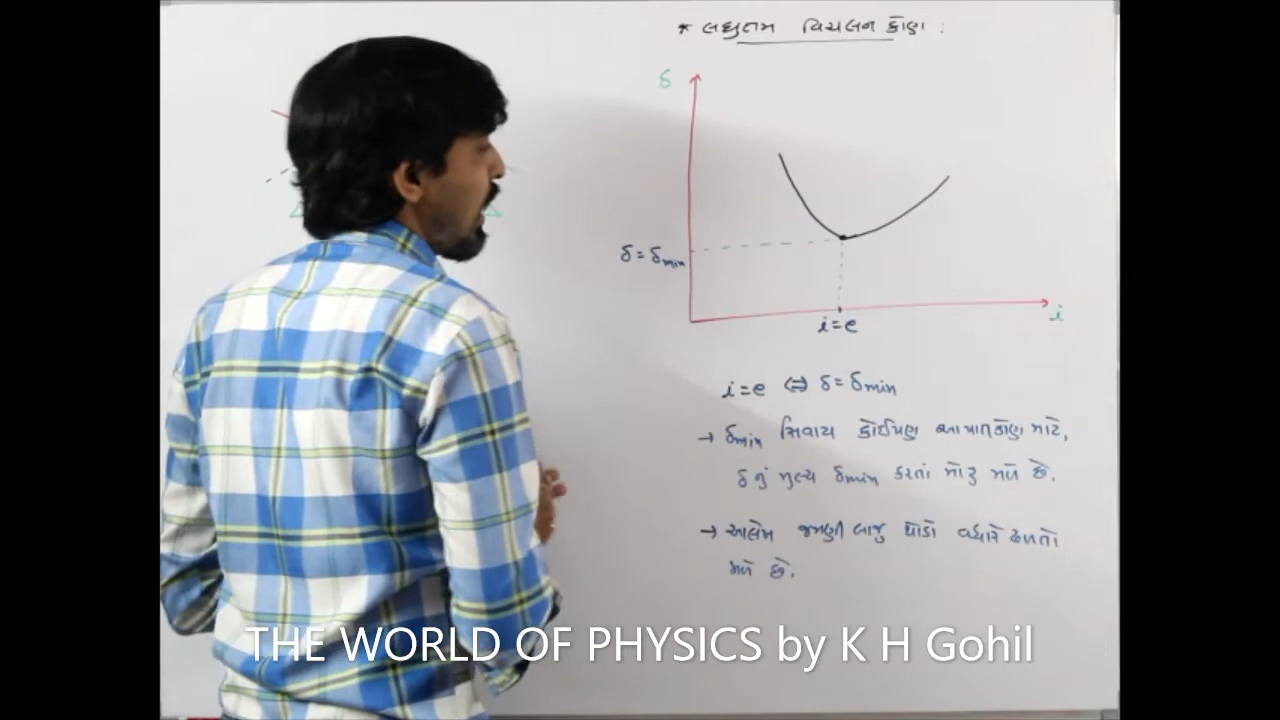 * લઘુતમ વિચલન કોણ :
δ
δ = δmin
i = e
i
i = e ⇔ δ = δmin
→ δmin સિવાય કોઈપણ આપાતકોણ માટે,
δ નું મુલ્ય δmin કરતાં મોટુ મળે છે.
→ આલેખ જમણી બાજુ થોડો વધારે ઢળતો
મળે છે.
THE WORLD OF PHYSICS by K H Gohil